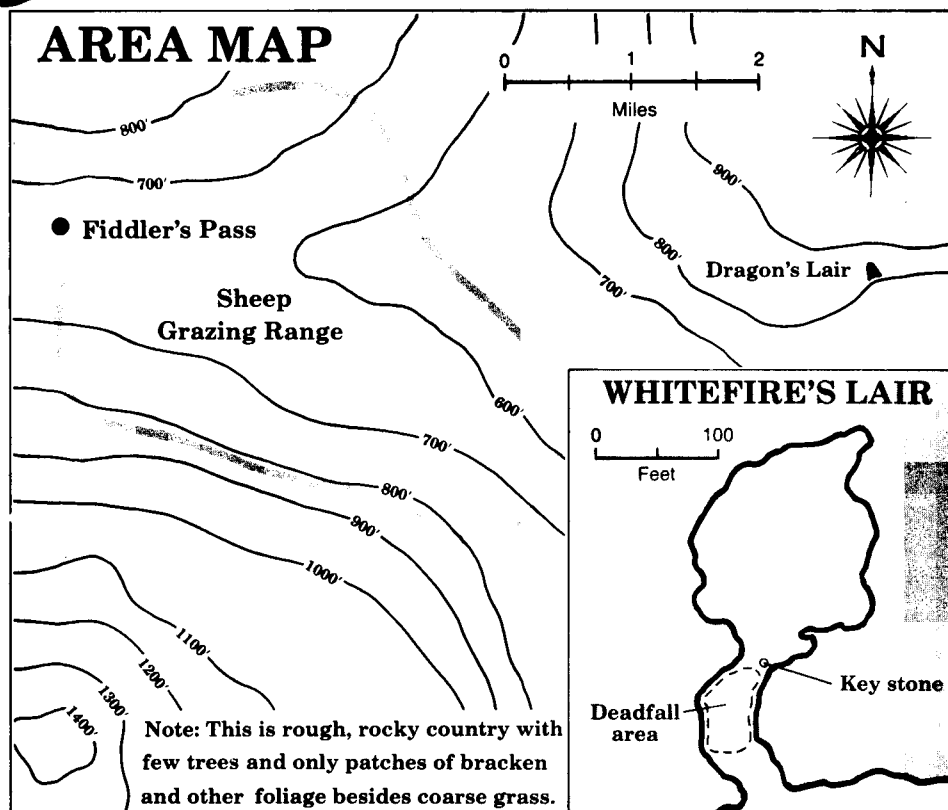 AREA MAP
0 1 2
Miles
N
800'
700'
Fiddler's Pass
Sheep
Grazing Range
900'
800'
700'
Dragon's Lair
600'
700'
800'
900'
1000'
1100'
1200'
1300'
1400'
Note: This is rough, rocky country with
few trees and only patches of bracken
and other foliage besides coarse grass.
WHITEFIRE'S LAIR
0 100
Feet
Key stone
Deadfall
area